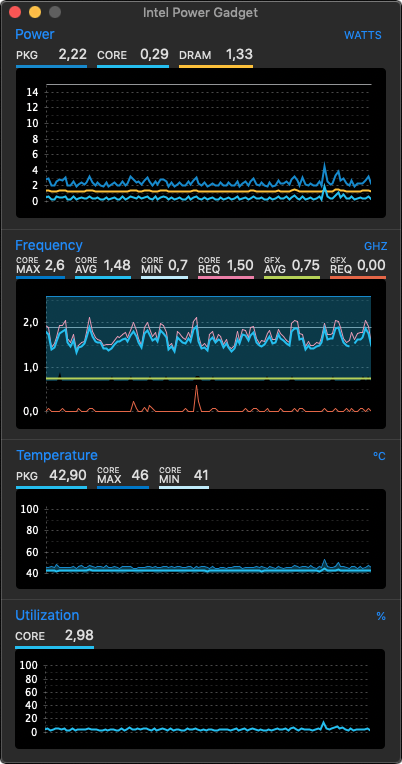 Intel Power Gadget
Power WATTS
PKG 2,22 CORE 0,29 DRAM 1,33
14
12
10
8
6
4
2
0
Frequency GHZ
CORE MAX 2,6 CORE AVG 1,48 CORE MIN 0,7 CORE REQ 1,50 GFX AVG 0,75 GFX REQ 0,00
2,0
1,0
0,0
Temperature °C
PKG 42,90 CORE MAX 46 CORE MIN 41
100
80
60
40
Utilization %
CORE 2,98
100
80
60
40
20
0